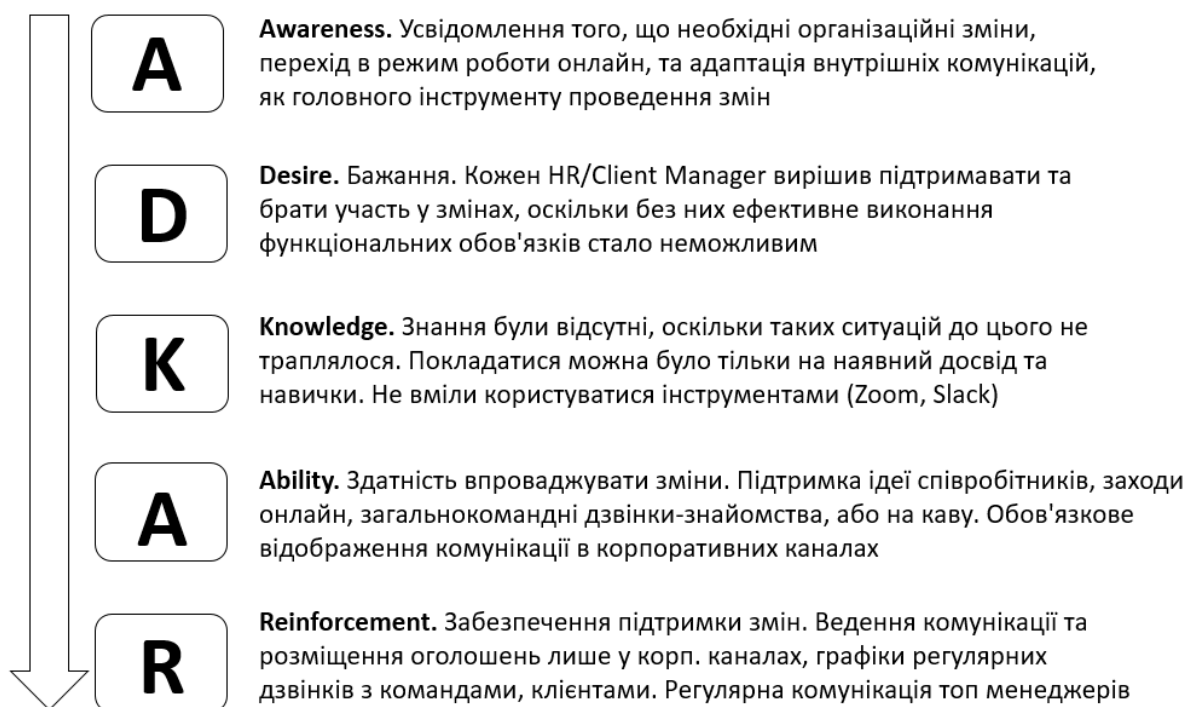 A
Awareness. Усвідомлення того, що необхідні організаційні зміни,
перехід в режим роботи онлайн, та адаптація внутрішніх комунікацій,
як головного інструменту проведення змін
D
Desire. Бажання. Кожен HR/Client Manager вирішив підтримавати та
брати участь у змінах, оскільки без них ефективне виконання
функціональних обов'язків стало неможливим
K
Knowledge. Знання були відсутні, оскільки таких ситуацій до цього не
траплялося. Покладатися можна було тільки на наявний досвід та
навички. Не вміли користуватися інструментами (Zoom, Slack)
A
Ability. Здатність впроваджувати зміни. Підтримка ідеї співробітників, заходи
онлайн, загальнокомандні дзвінки-знайомства, або на каву. Обов'язкове
відображення комунікації в корпоративних каналах
R
Reinforcement. Забезпечення підтримки змін. Ведення комунікації та
розміщення оголошень лише у корп. каналах, графіки регулярних
дзвінків з командами, клієнтами. Регулярна комунікація топ менеджерів